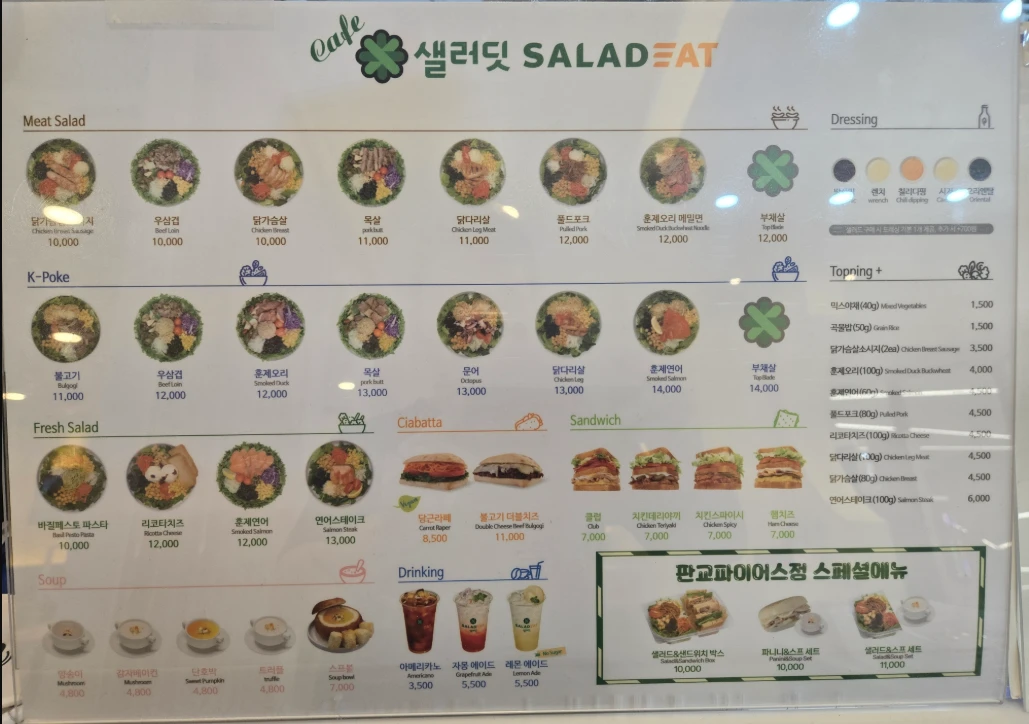 Cafe 샐러딧 SALADEAT
Meat Salad
우삼겹
Beef Loin
10,000
닭가슴살
Chicken Breast
10,000
목살
pork butt
11,000
닭다리살
Chicken Leg Meat
11,000
풀드포크
Pulled Pork
12,000
훈제오리 메밀면
Smoked Duck Buckwheat Noodle
12,000
부채살
Top Blade
12,000
Chicken Breast Sausage
10,000
K-Poke
불고기
Bulgogi
11,000
우삼겹
Beef Loin
12,000
훈제오리
Smoked Duck
12,000
목살
pork butt
13,000
문어
Octopus
13,000
닭다리살
Chicken Leg
13,000
훈제연어
Smoked Salmon
14,000
부채살
Top Blade
14,000
Fresh Salad
바질페스토 파스타
Basil Pesto Pasta
10,000
리코타치즈
Ricotta Cheese
12,000
훈제연어
Smoked Salmon
12,000
연어스테이크
Salmon Steak
13,000
Ciabatta
당근라페
Carrot Raper
8,500
불고기 더블치즈
Double Cheese Beef Bulgogi
11,000
Sandwich
클럽
Club
7,000
치킨데리야끼
Chicken Teriyaki
7,000
치킨스파이시
Chicken Spicy
7,000
햄치즈
Ham Cheese
7,000
Soup
양송이
Mushroom
4,800
감자베이컨
Mushroom
4,800
단호박
Sweet Pumpkin
4,800
트러플
truffle
4,800
스프볼
Soup bowl
7,000
Drinking
아메리카노
Americano
3,500
자몽 에이드
Grapefruit Ade
5,500
레몬 에이드
Lemon Ade
5,500
Dressing
렌치
wrench
칠리디핑
Chili dipping
오리엔탈
Oriental
Topping +
믹스야채(40g) Mixed Vegetables 1,500
곡물밥(50g) Grain Rice 1,500
닭가슴살소시지(2ea) Chicken Breast Sausage 3,500
훈제오리(100g) Smoked Duck Buckwheat 4,000
훈제연어(60g) Smoked 4,500
풀드포크(80g) Pulled Pork 4,500
리코타치즈(100g) Ricotta Cheese 4,500
닭다리살(100g) Chicken Leg Meat 4,500
닭가슴살(80g) Chicken Breast 4,500
연어스테이크(100g) Salmon Steak 6,000
판교파이어스점 스페셜메뉴
샐러드&샌드위치 박스
Salad&Sandwich Box
10,000
파니니&스프 세트
Panini&Soup Set
10,000
샐러드&스프 세트
Salad&Soup Set
11,000